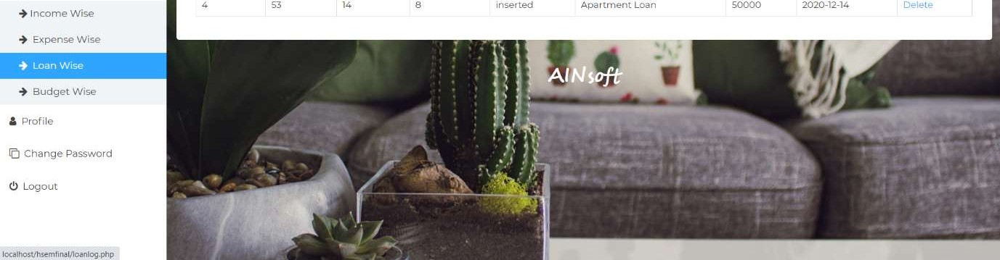 Income Wise
Expense Wise
Loan Wise
Budget Wise
Profile
Change Password
Logout
localhost/hsemfinal/loanlog.php
4 53 14 8 inserted Apartment Loan 50000 2020-12-14 Delete
AINsoft